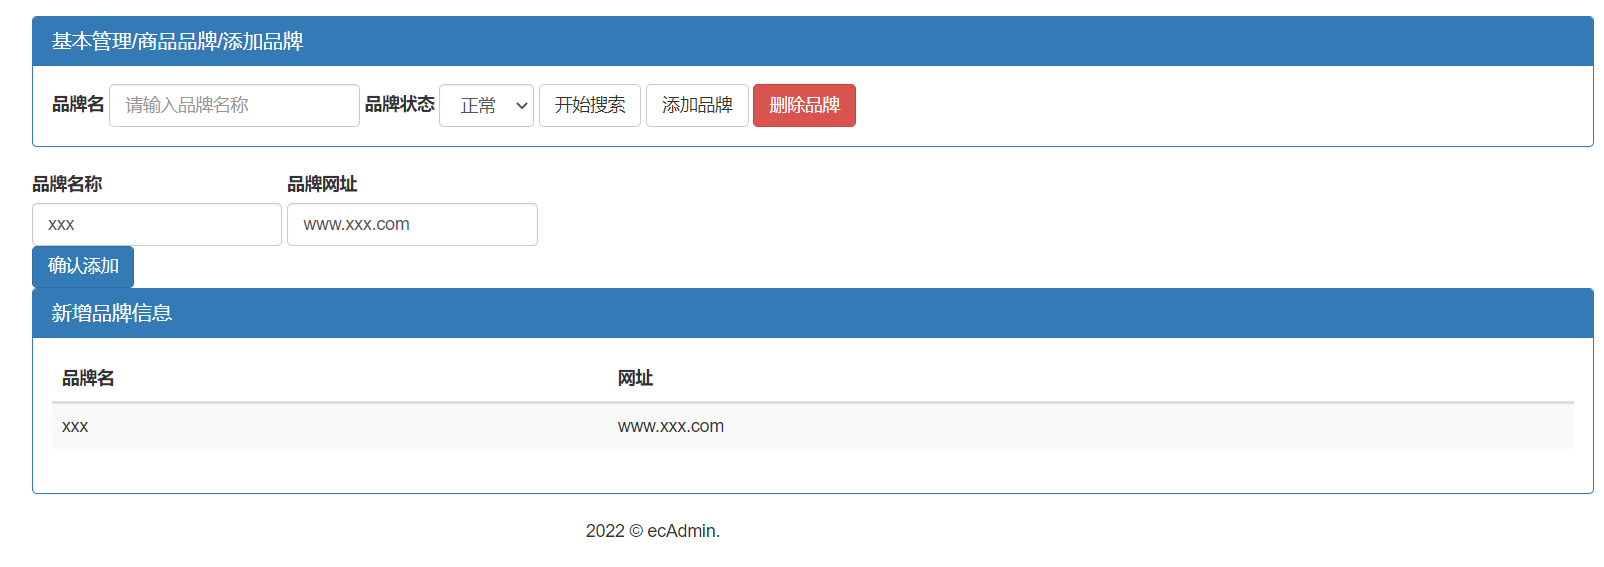 基本管理/商品品牌/添加品牌
品牌名 请输入品牌名称 品牌状态 正常 开始搜索 添加品牌 删除品牌
品牌名称 品牌网址
xxx www.xxx.com
确认添加
新增品牌信息
品牌名 网址
xxx www.xxx.com
2022 © ecAdmin.